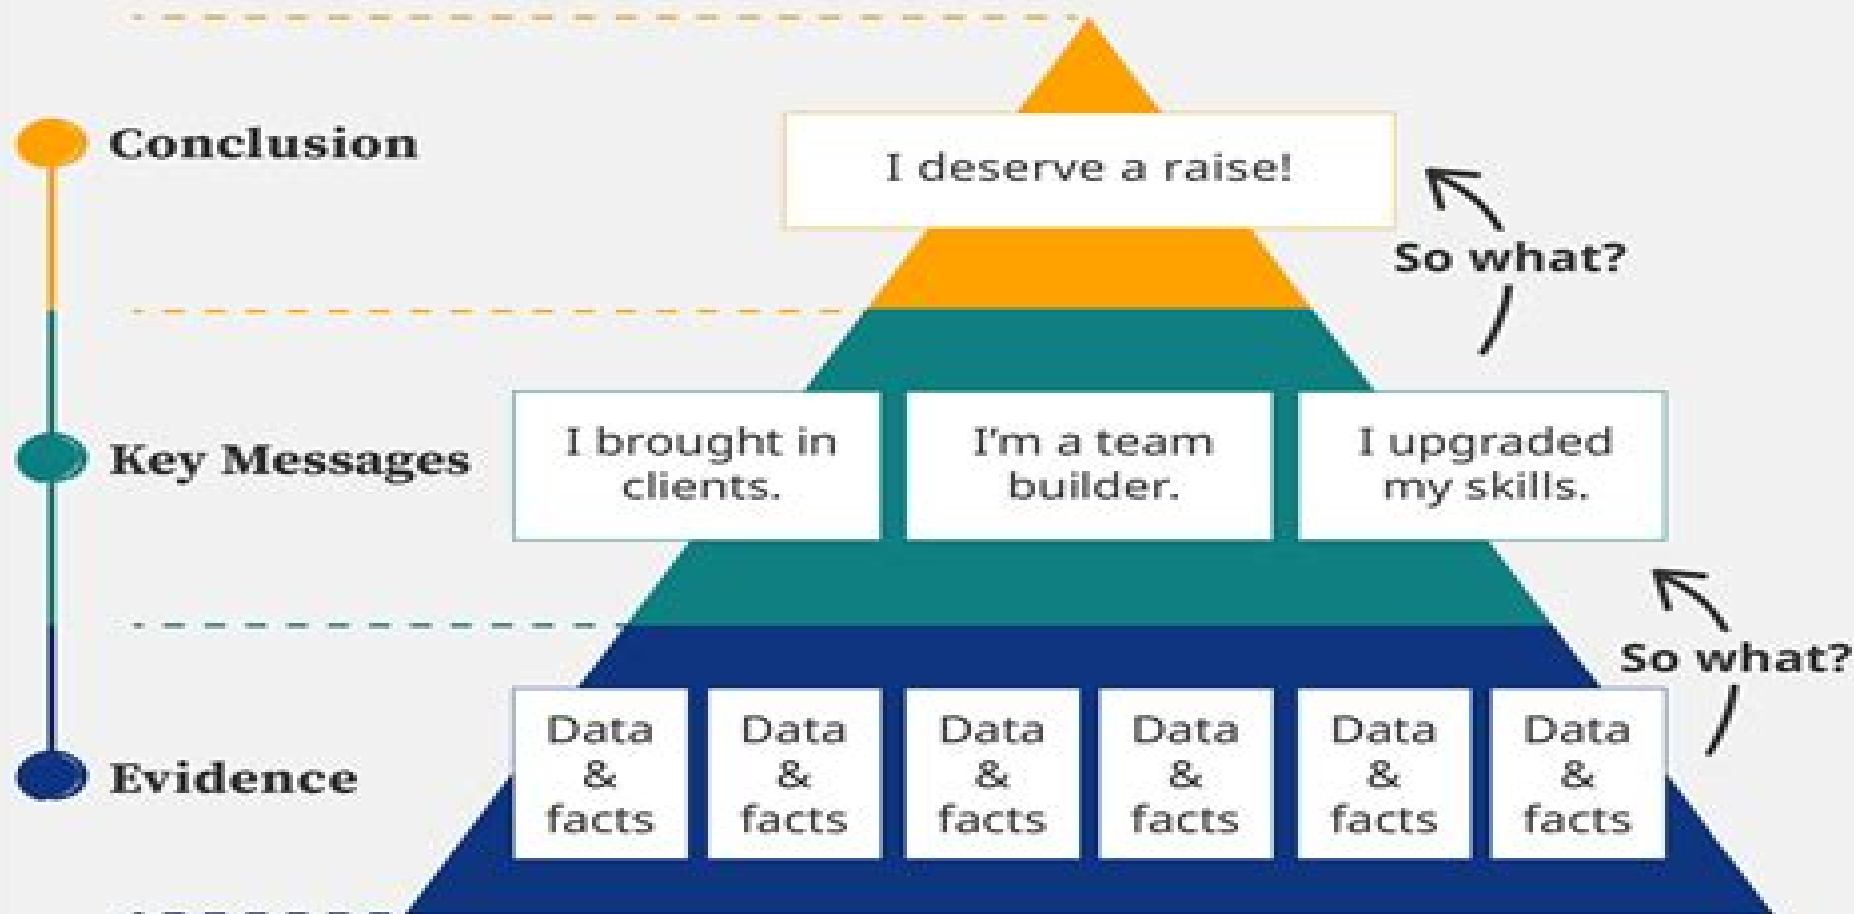 Conclusion
I deserve a raise!
So what?
Key Messages
I brought in
clients.
I'm a team
builder.
I upgraded
my skills.
So what?
Evidence
Data
&
facts
Data
&
facts
Data
&
facts
Data
&
facts
Data
&
facts
Data
&
facts